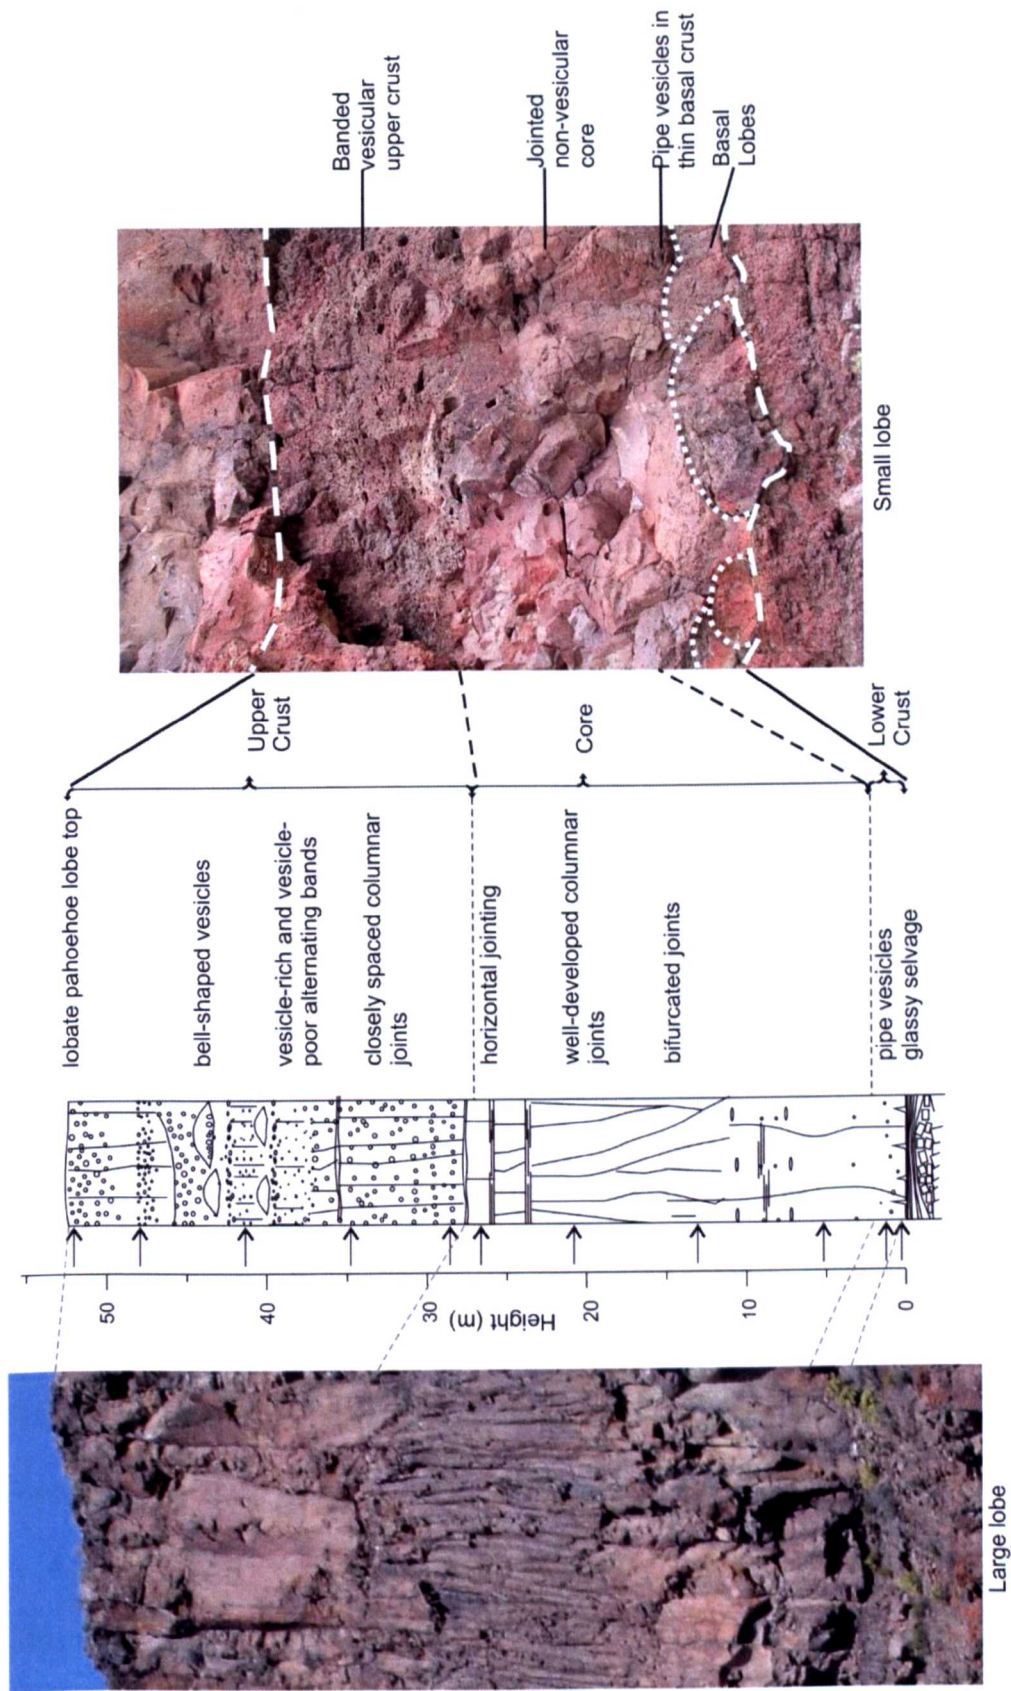 Large lobe
Height (m)
50
40
30
20
10
0
lobate pahoehoe lobe top
bell-shaped vesicles
vesicle-rich and vesicle-
poor alternating bands
closely spaced columnar
joints
horizontal jointing
well-developed columnar
joints
bifurcated joints
pipe vesicles
glassy selvage
Upper
Crust
Core
Lower
Crust
Small lobe
Banded
vesicular
upper crust
Jointed
non-vesicular
core
Pipe vesicles in
thin basal crust
Basal
Lobes